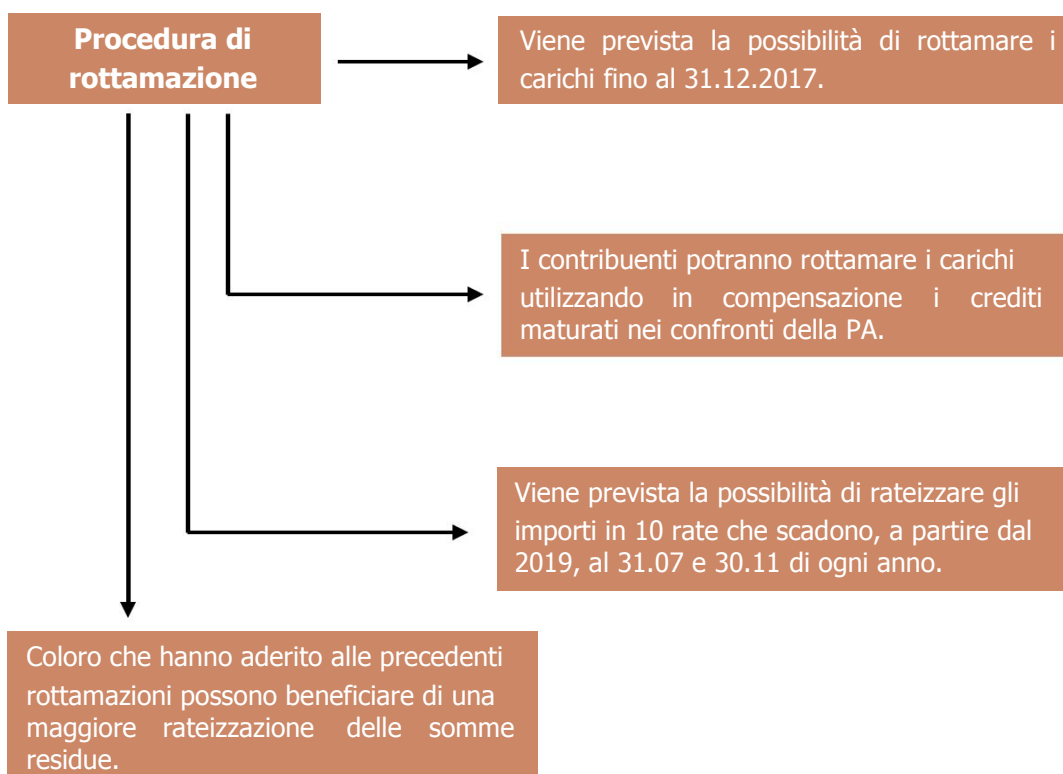 Procedura di
rottamazione
Viene prevista la possibilità di rottamare i
carichi fino al 31.12.2017.
I contribuenti potranno rottamare i carichi
utilizzando in compensazione i crediti
maturati nei confronti della PA.
Viene prevista la possibilità di rateizzare gli
importi in 10 rate che scadono, a partire dal
2019, al 31.07 e 30.11 di ogni anno.
Coloro che hanno aderito alle precedenti
rottamazioni possono beneficiare di una
maggiore rateizzazione delle somme
residue.